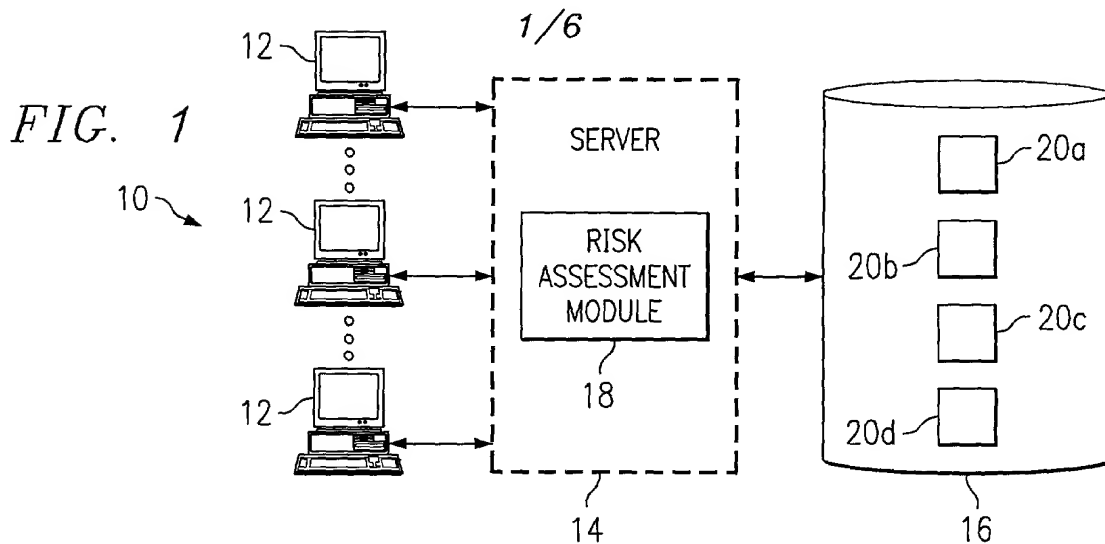 1/6
FIG. 1
10
12
12
12
SERVER
RISK
ASSESSMENT
MODULE
18
14
20a
20b
20c
20d
16